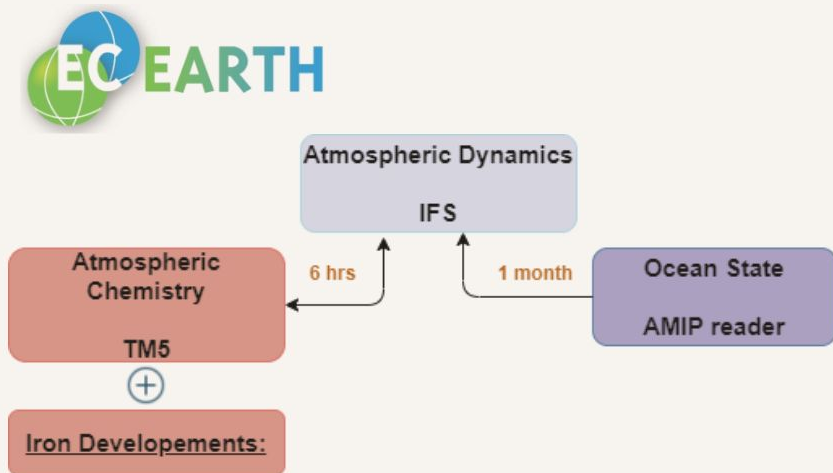 EC EARTH
Atmospheric Dynamics
IFS
Atmospheric
Chemistry
TM5
6 hrs
1 month
Ocean State
AMIP reader
Iron Developements: